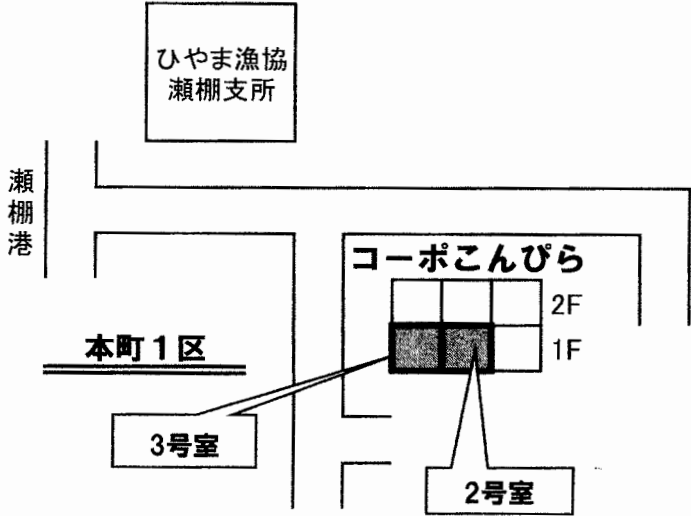 ひやま漁協
瀬棚支所
瀬棚港
コーポこんぴら
2F
本町1区
1F
3号室
2号室